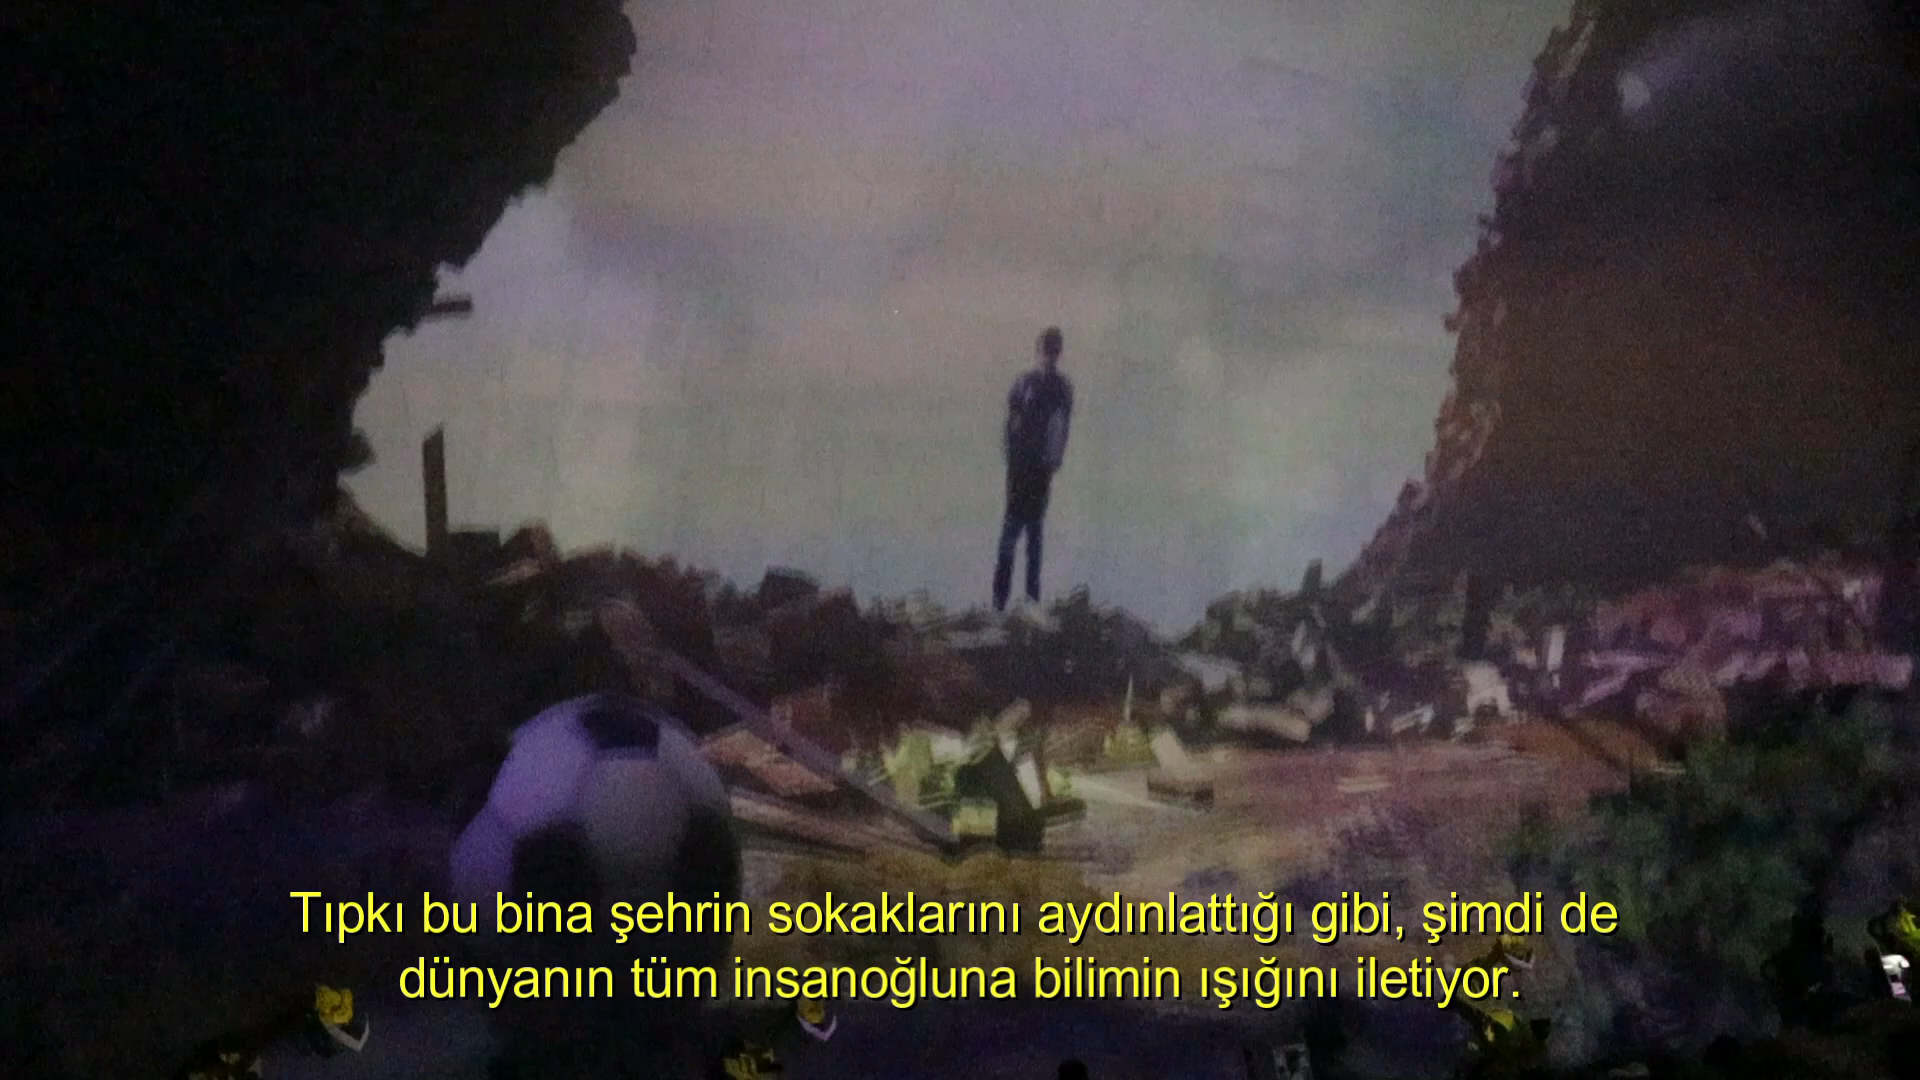 Tıpkı bu bina şehrin sokaklarını aydınlattığı gibi, şimdi de
dünyanın tüm insanoğluna bilimin ışığını iletiyor.